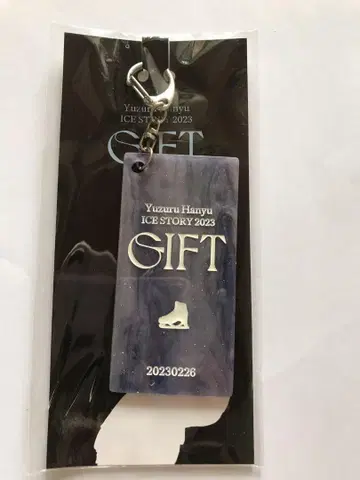 Yuzuru Hanyu
ICE STORY 2023
GIFT
Yuzuru Hanyu
ICE STORY 2023
GIFT
20230226